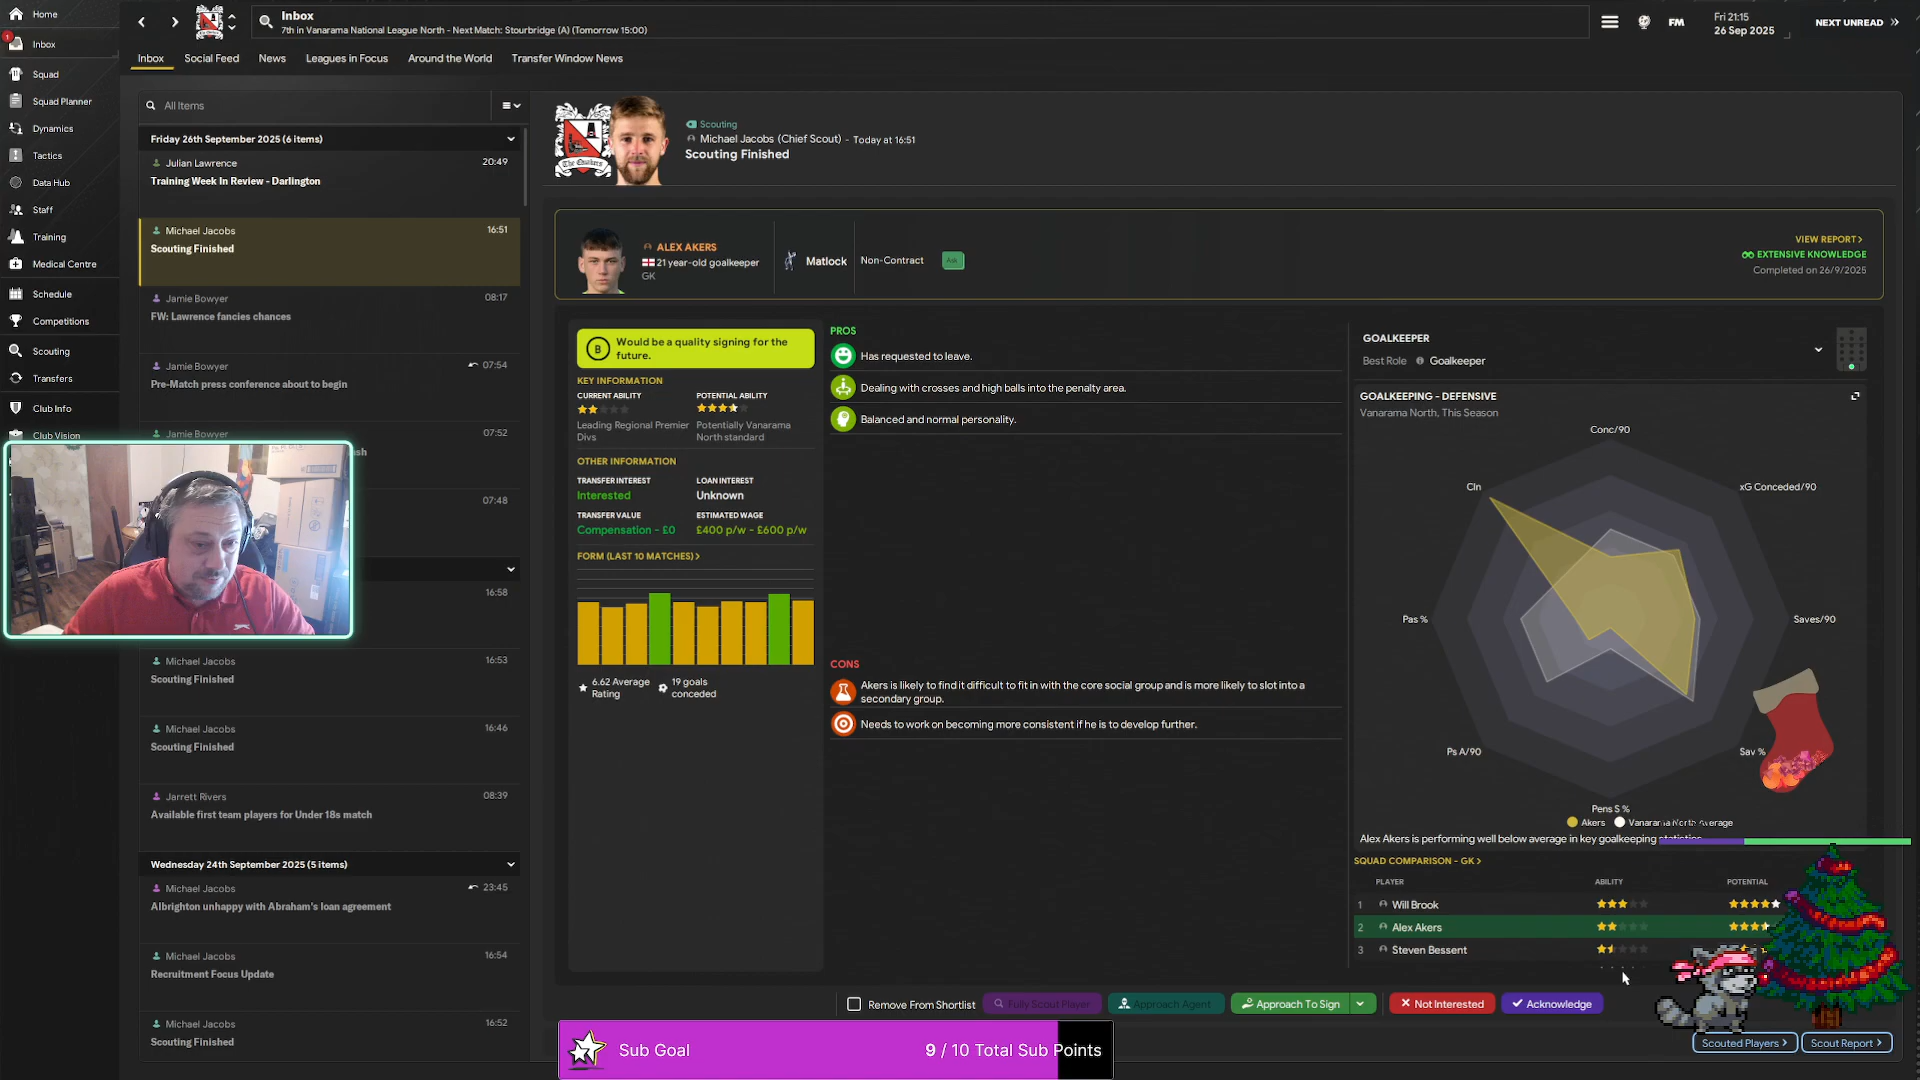 Home
Inbox
7th in Vanarama National League North - Next Match: Stourbridge (A) (Tomorrow 15:00)
FM
Fri 21:15
26 Sep 2025
NEXT UNREAD
1
Inbox
Squad
Squad Planner
Dynamics
Tactics
Data Hub
Staff
Training
Medical Centre
Schedule
Competitions
Scouting
Transfers
Club Info
Club Vision
Inbox
Social Feed
News
Leagues in Focus
Around the World
Transfer Window News
All Items
Friday 26th September 2025 (6 items)
Julian Lawrence 20:49
Training Week In Review - Darlington
Michael Jacobs 16:51
Scouting Finished
Jamie Bowyer 08:17
FW: Lawrence fancies chances
Jamie Bowyer 07:54
Pre-Match press conference about to begin
Jamie Bowyer 07:52
07:48
16:58
Michael Jacobs 16:53
Scouting Finished
Michael Jacobs 16:46
Scouting Finished
Jarrett Rivers 08:39
Available first team players for Under 18s match
Wednesday 24th September 2025 (5 items)
Michael Jacobs 23:45
Albrighton unhappy with Abraham's loan agreement
Michael Jacobs 16:54
Recruitment Focus Update
Michael Jacobs 16:52
Scouting Finished
The Quakers
Scouting
Michael Jacobs (Chief Scout) - Today at 16:51
Scouting Finished
ALEX AKERS
21 year-old goalkeeper
GK
Matlock
Non-Contract
VIEW REPORT >
EXTENSIVE KNOWLEDGE
Completed on 26/9/2025
B
Would be a quality signing for the
future.
KEY INFORMATION
CURRENT ABILITY
POTENTIAL ABILITY
Leading Regional Premier
Divs
Potentially Vanarama
North standard
OTHER INFORMATION
TRANSFER INTEREST
Interested
LOAN INTEREST
Unknown
TRANSFER VALUE
Compensation - £0
ESTIMATED WAGE
£400 p/w - £600 p/w
FORM (LAST 10 MATCHES) >
6.62 Average
Rating
19 goals
conceded
PROS
Has requested to leave.
Dealing with crosses and high balls into the penalty area.
Balanced and normal personality.
CONS
Akers is likely to find it difficult to fit in with the core social group and is more likely to slot into a
secondary group.
Needs to work on becoming more consistent if he is to develop further.
GOALKEEPER
Best Role Goalkeeper
GOALKEEPING - DEFENSIVE
Vanarama North, This Season
Conc/90
xG Conceded/90
Saves/90
Sav %
Pens S %
Ps A/90
Pas %
Cln
Akers
Vanarama North Average
Alex Akers is performing well below average in key goalkeeping statistics
SQUAD COMPARISON - GK >
PLAYER ABILITY POTENTIAL
1 Will Brook
2 Alex Akers
3 Steven Bessent
Remove From Shortlist
Fully Scout Player
Approach Agent
Approach To Sign
Not Interested
Acknowledge
Scouted Players >
Scout Report >
Sub Goal
9 / 10 Total Sub Points